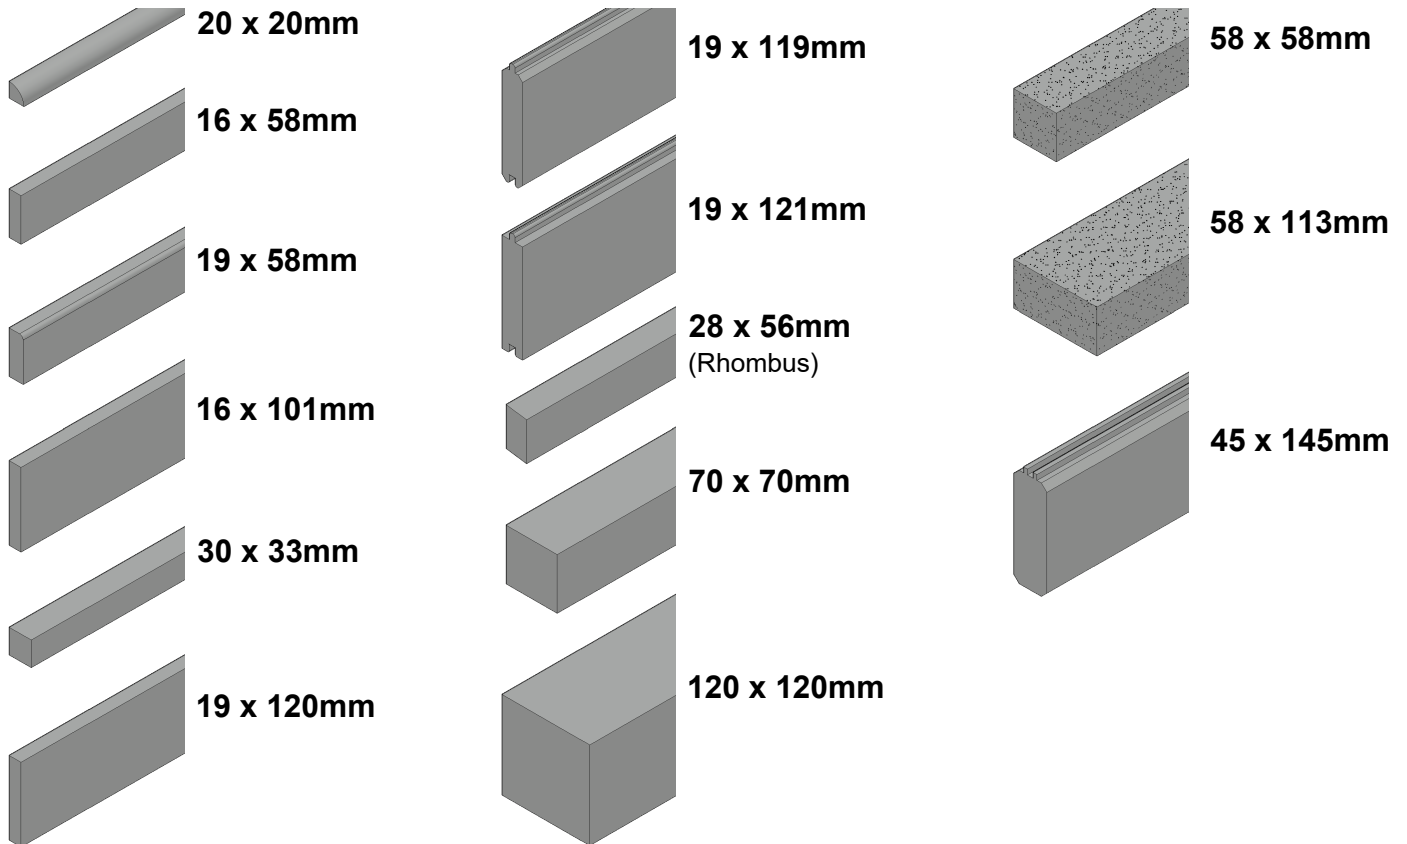 20 x 20mm
16 x 58mm
19 x 58mm
16 x 101mm
30 x 33mm
19 x 120mm
19 x 119mm
19 x 121mm
28 x 56mm
(Rhombus)
70 x 70mm
120 x 120mm
58 x 58mm
58 x 113mm
45 x 145mm